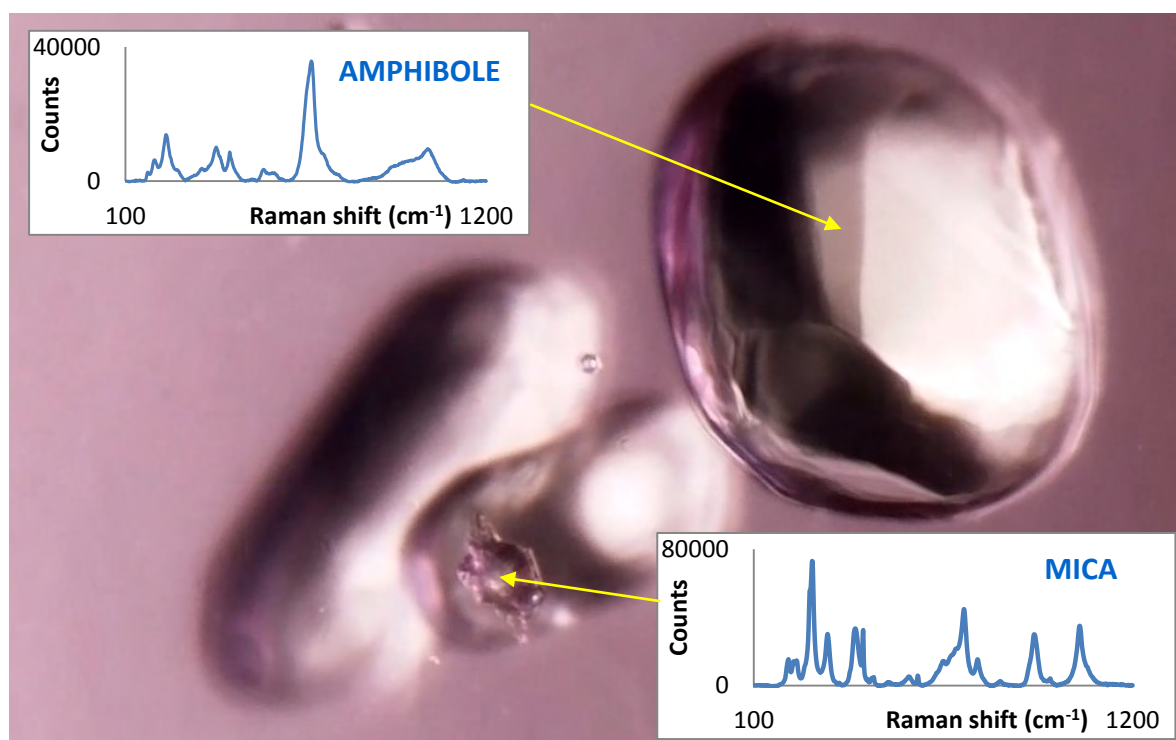 40000
AMPHIBOLE
Counts
0
100 Raman shift (cm⁻¹) 1200
80000
MICA
Counts
0
100 Raman shift (cm⁻¹) 1200